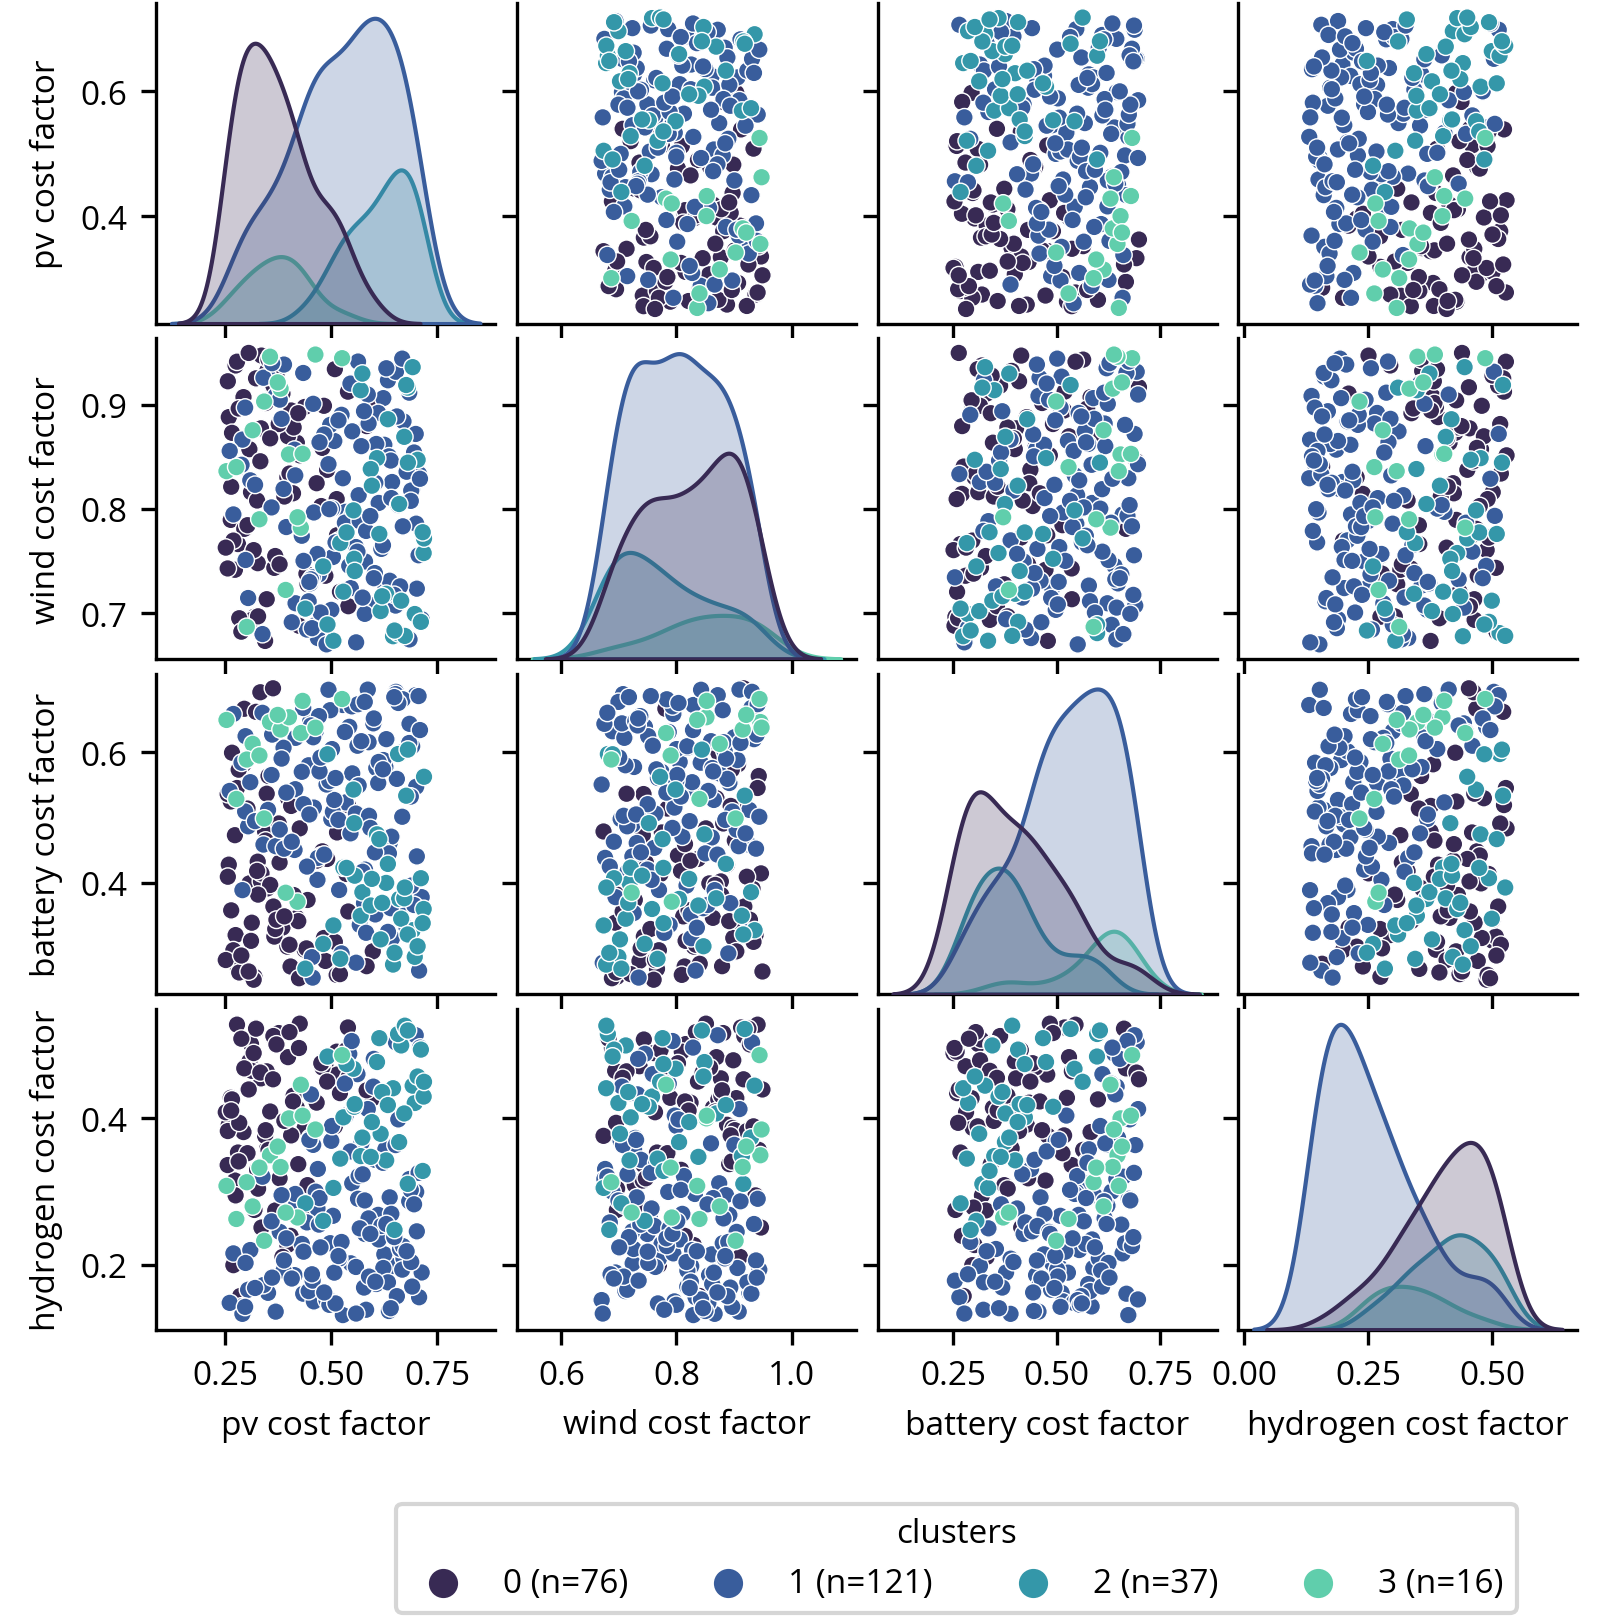 pv cost factor
0.6
0.4
wind cost factor
0.9
0.8
0.7
battery cost factor
0.6
0.4
hydrogen cost factor
0.4
0.2
0.25 0.50 0.75 0.6 0.8 1.0 0.25 0.50 0.75 0.00 0.25 0.50
pv cost factor wind cost factor battery cost factor hydrogen cost factor
clusters
0 (n=76) 1 (n=121) 2 (n=37) 3 (n=16)